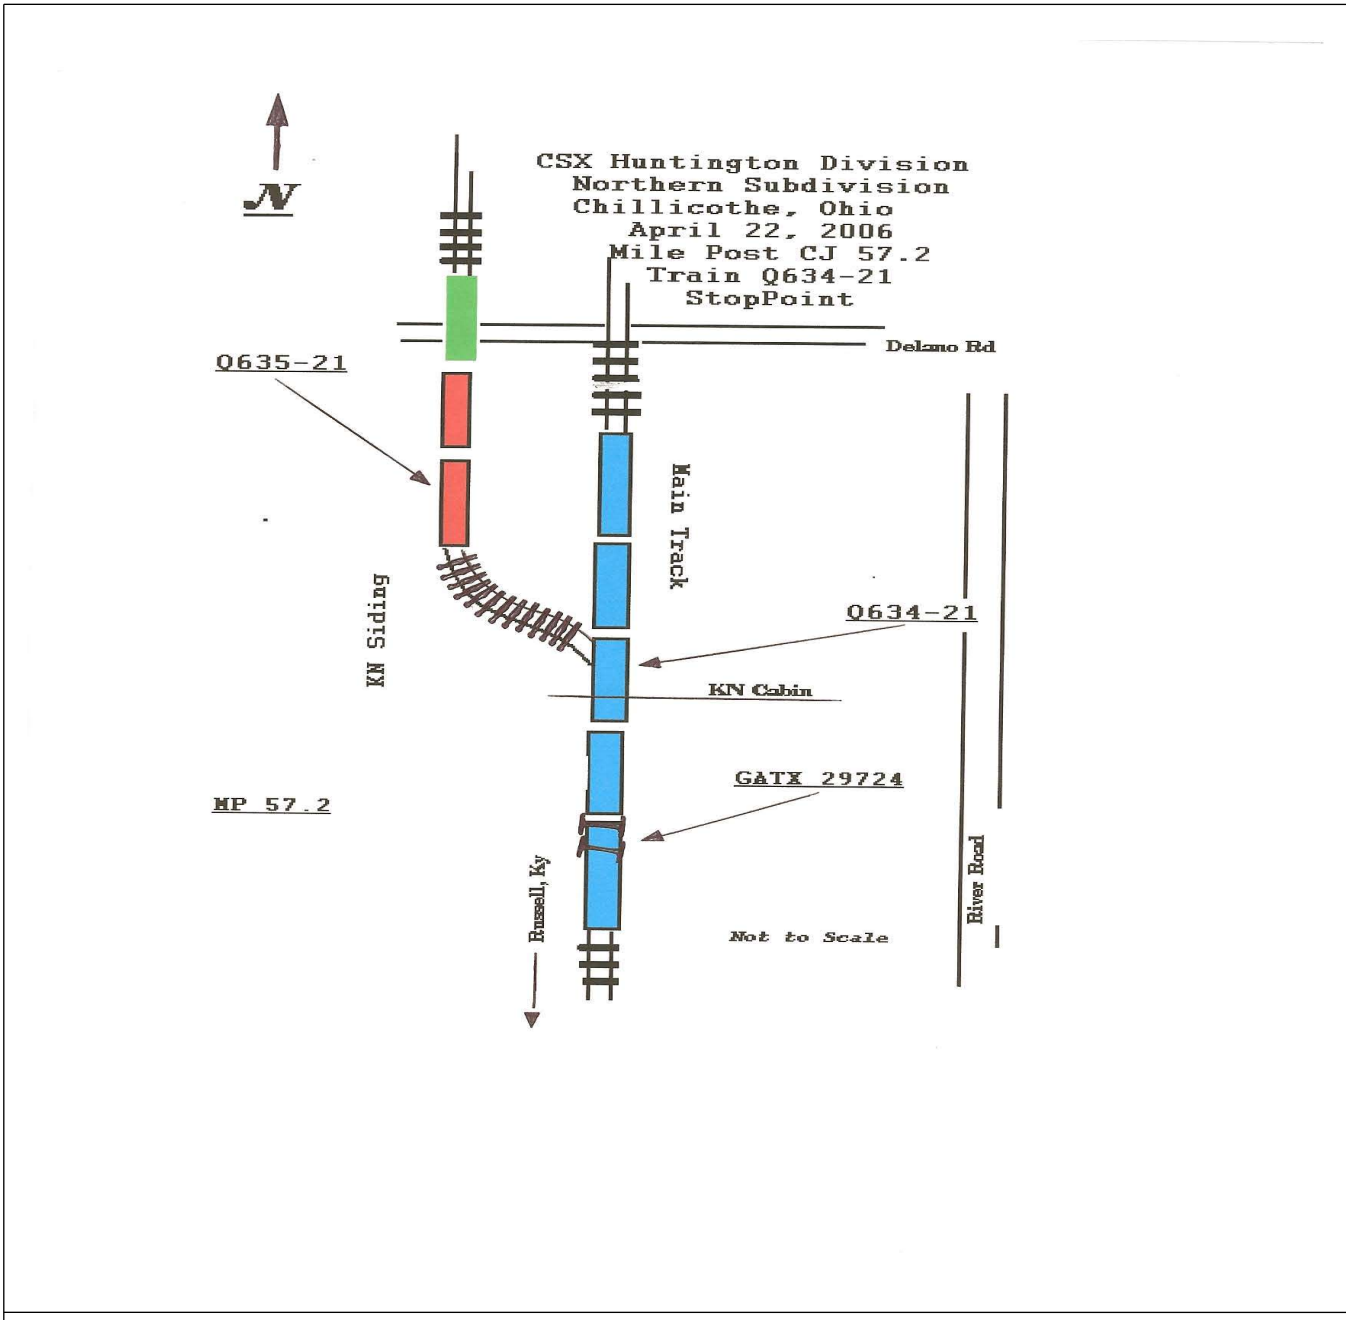 N
CSX Huntington Division
Northern Subdivision
Chillicothe, Ohio
April 22, 2006
Mile Post CJ 57.2
Train Q634-21
StopPoint
Delano Rd
Q635-21
Main Track
KN Siding
Q634-21
KN Cabin
GATX 29724
MP 57.2
Russell, Ky
River Road
Not to Scale